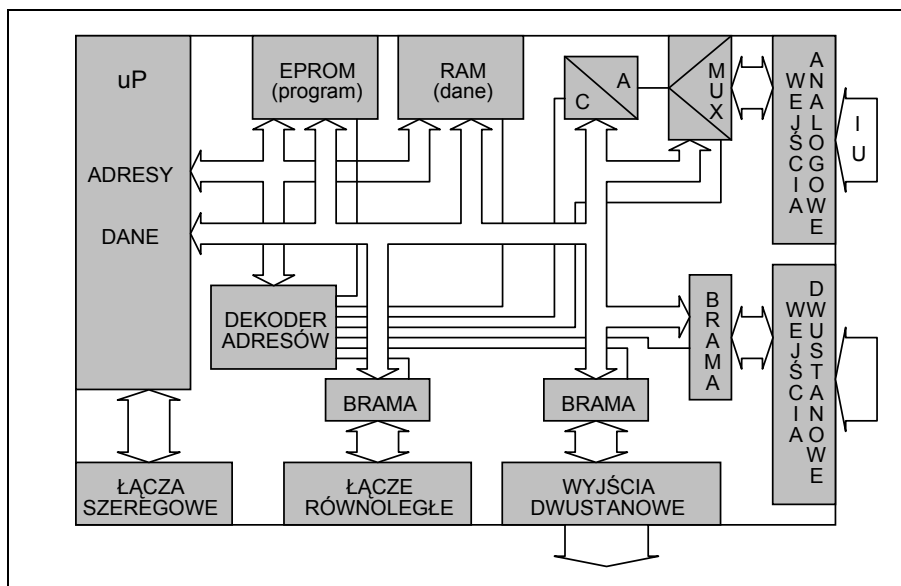 uP
ADRESY
DANE
EPROM
(program)
RAM
(dane)
C
A
MUX
WEJŚCIA
ANALOGOWE
I
U
DEKODER
ADRESÓW
BRAMA
WEJŚCIA
DWUSTANOWE
BRAMA
BRAMA
ŁĄCZA
SZEREGOWE
ŁĄCZE
RÓWNOLEGŁE
WYJŚCIA
DWUSTANOWE